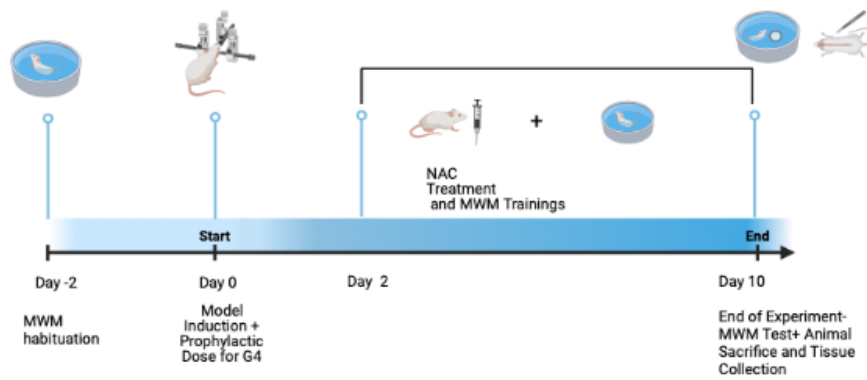 +
NAC
Treatment
and MWM Trainings
Start
End
Day -2
Day 0
Day 2
Day 10
MWM
habituation
Model
Induction +
Prophylactic
Dose for G4
End of Experiment-
MWM Test+ Animal
Sacrifice and Tissue
Collection